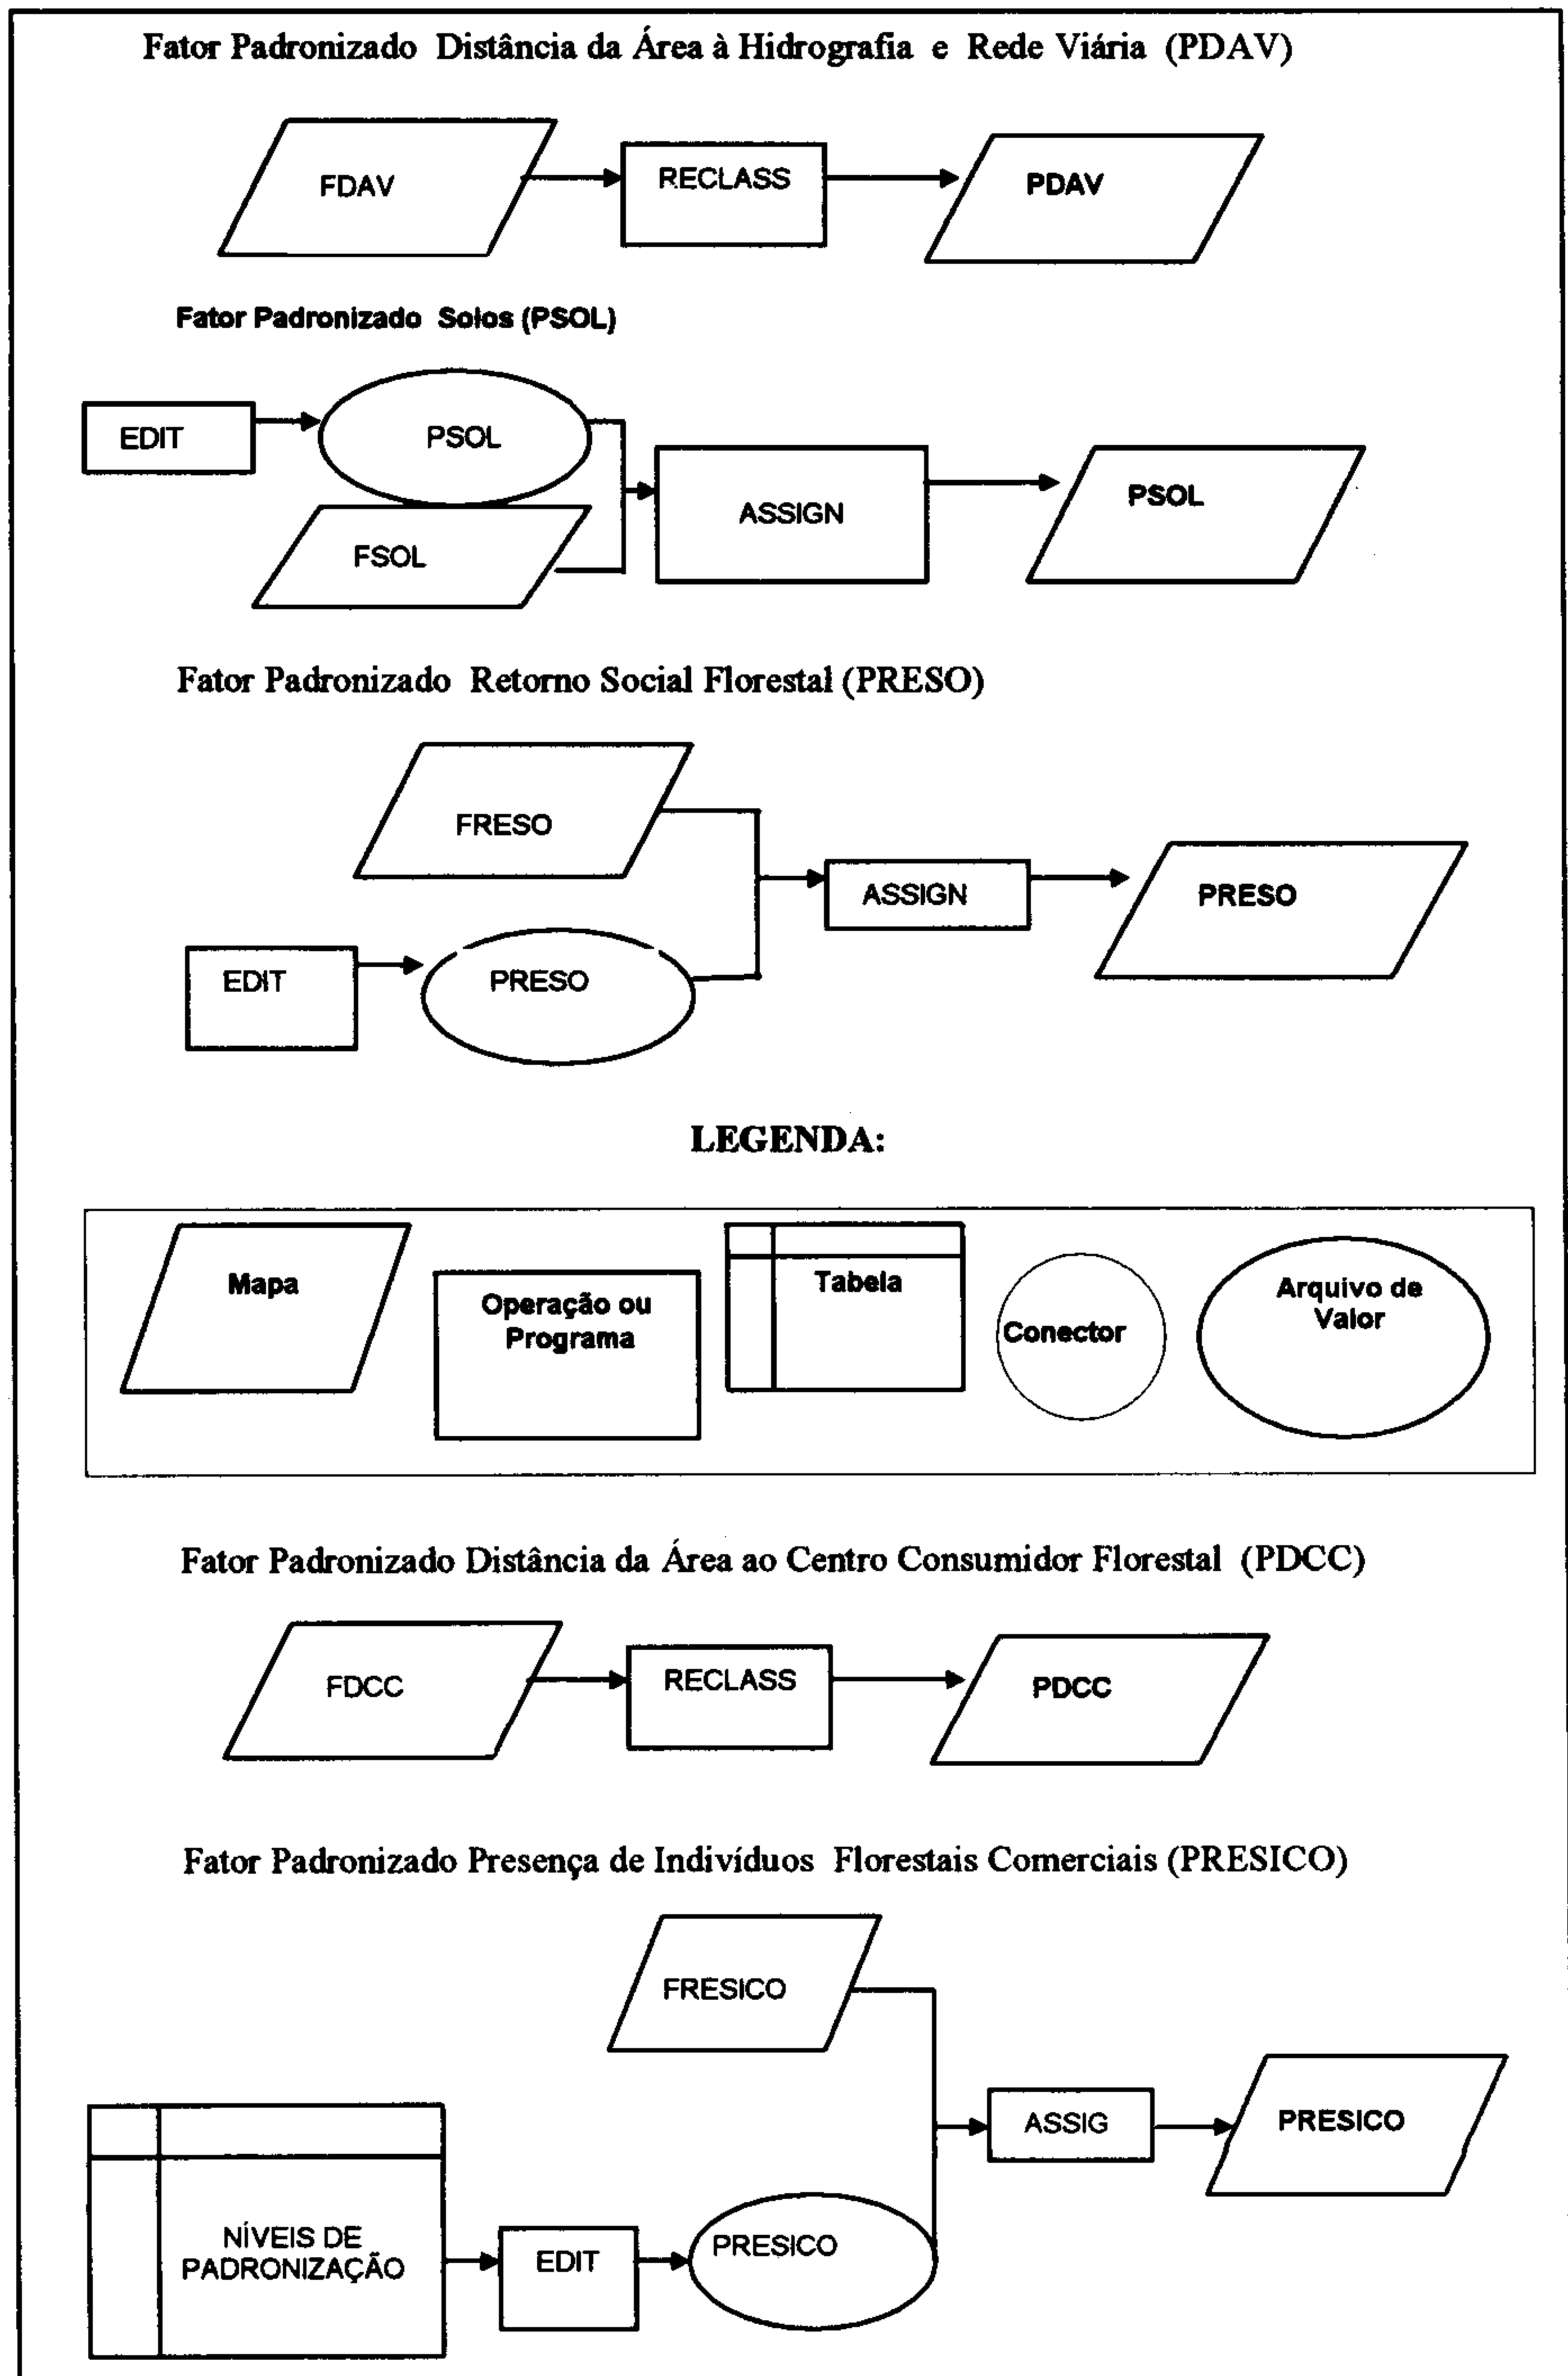 Fator Padronizado Distância da Área à Hidrografia e Rede Viária (PDAV)
FDAV
RECLASS
PDAV
Fator Padronizado Solos (PSOL)
EDIT
PSOL
FSOL
ASSIGN
PSOL
Fator Padronizado Retorno Social Florestal (PRESO)
FRESO
ASSIGN
PRESO
EDIT
PRESO
LEGENDA:
Mapa
Operação ou
Programa
Tabela
Conector
Arquivo de
Valor
Fator Padronizado Distância da Área ao Centro Consumidor Florestal (PDCC)
FDCC
RECLASS
PDCC
Fator Padronizado Presença de Indivíduos Florestais Comerciais (PRESICO)
FRESICO
ASSIG
PRESICO
NÍVEIS DE
PADRONIZAÇÃO
EDIT
PRESICO